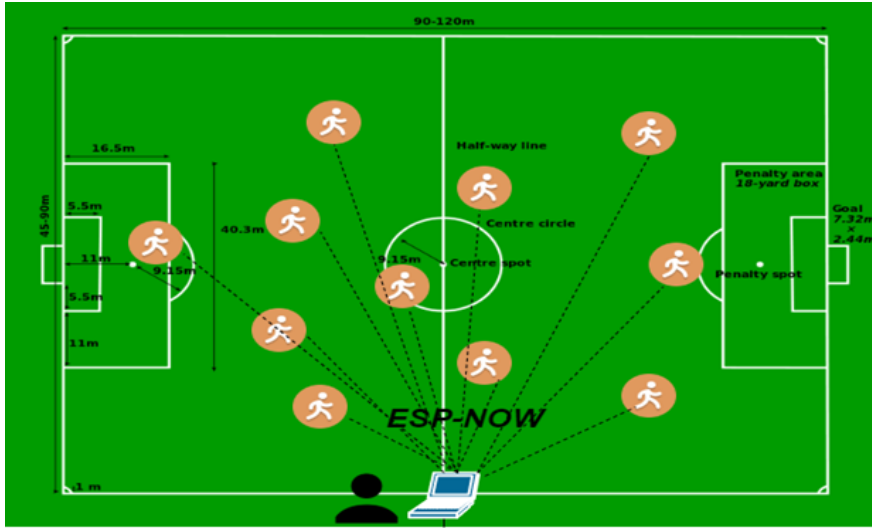 90-120m
Half-way line
16.5m
Penalty area
18-yard box
45-90m
5.5m
Goal
7.32m
×
2.44m
40.3m
Centre circle
11m
9.15m
9.15m
Centre spot
Penalty spot
5.5m
11m
ESP-NOW
1 m